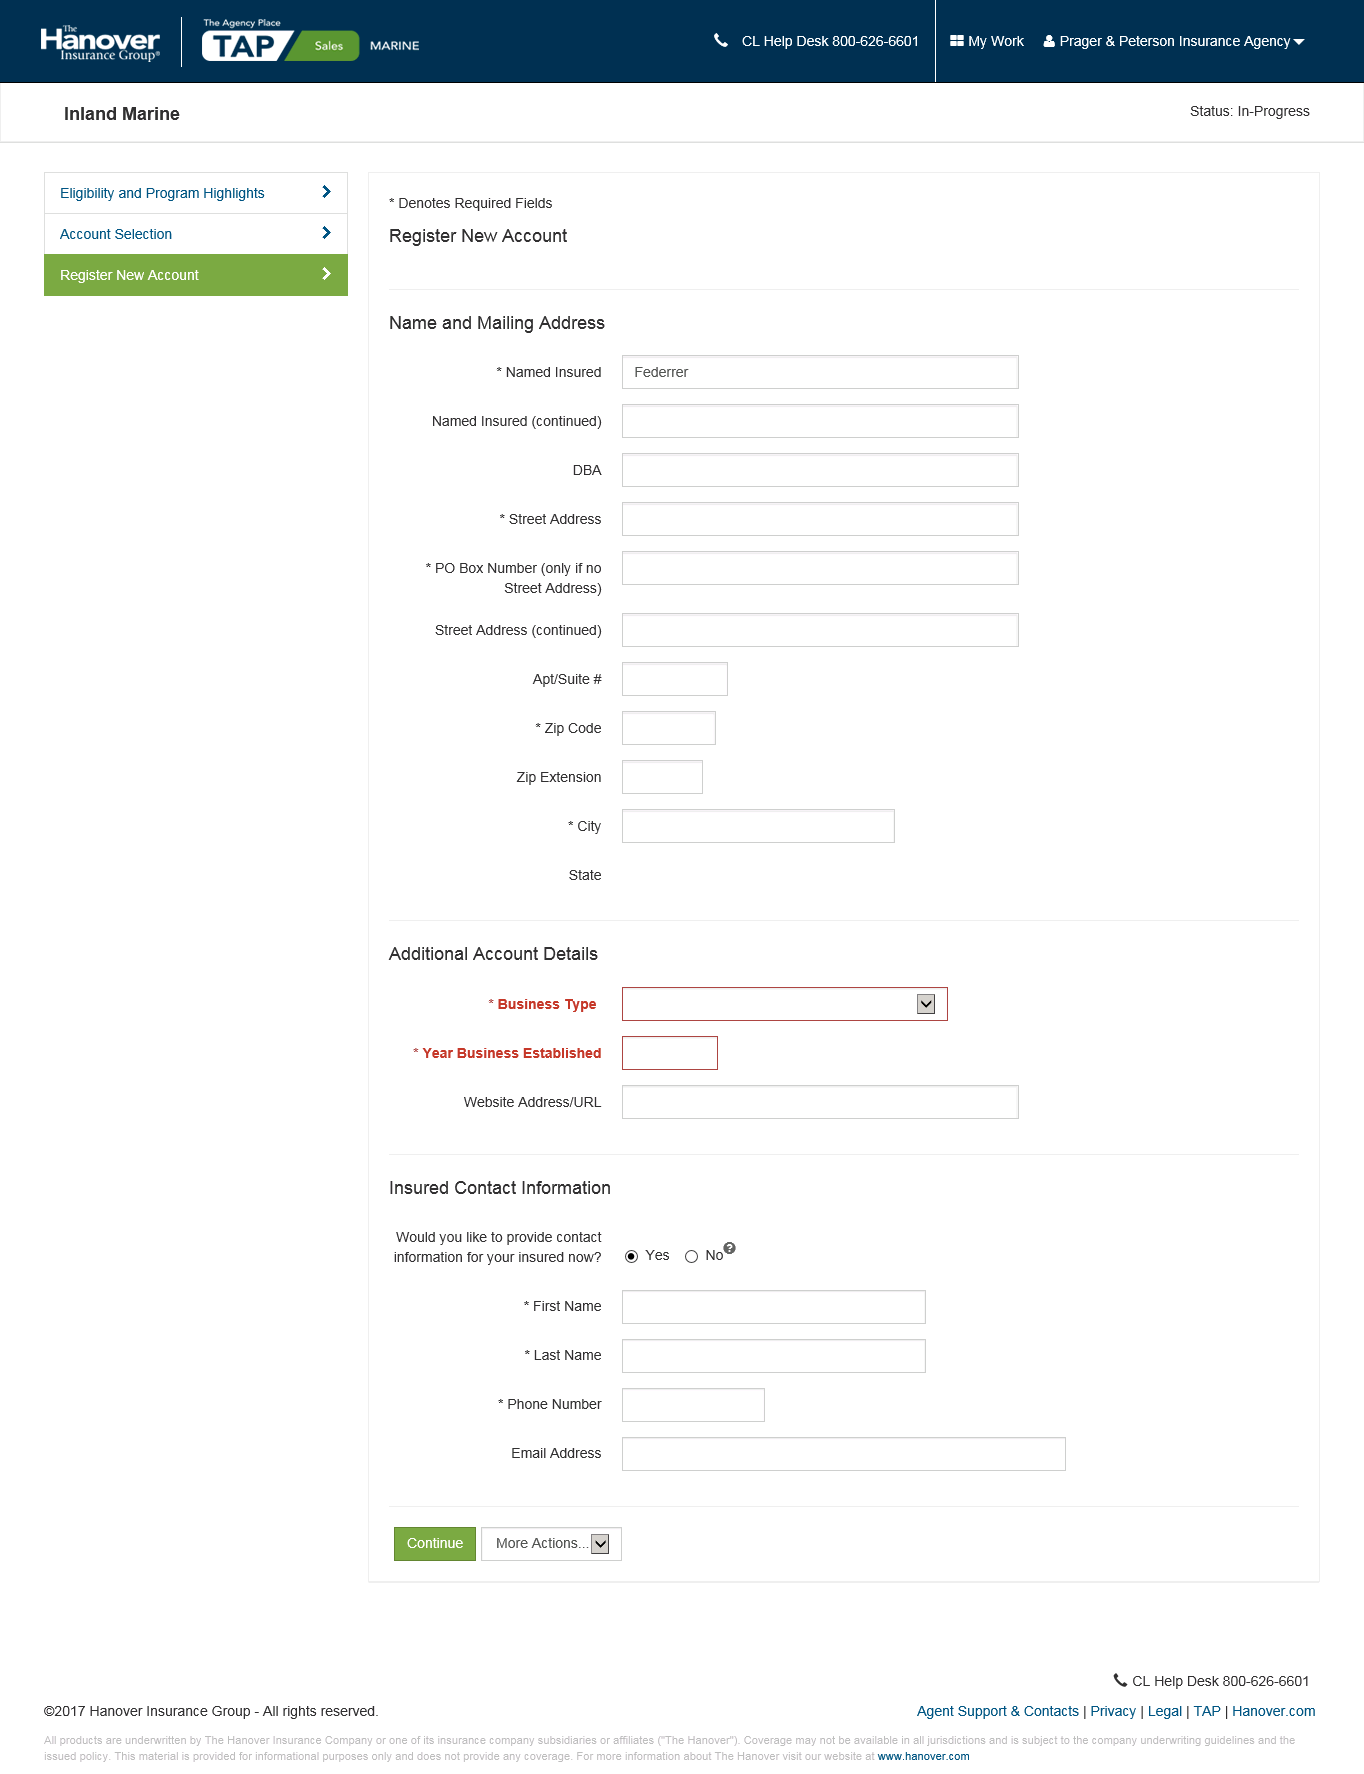 The
Hanover
Insurance Group®
The Agency Place
TAP Sales MARINE
CL Help Desk 800-626-6601
My Work
Prager & Peterson Insurance Agency
Inland Marine
Status: In-Progress
Eligibility and Program Highlights
Account Selection
Register New Account
* Denotes Required Fields
Register New Account
Name and Mailing Address
* Named Insured
Federrer
Named Insured (continued)
DBA
* Street Address
* PO Box Number (only if no
Street Address)
Street Address (continued)
Apt/Suite #
* Zip Code
Zip Extension
* City
State
Additional Account Details
* Business Type
* Year Business Established
Website Address/URL
Insured Contact Information
Would you like to provide contact
information for your insured now?
Yes No ?
* First Name
* Last Name
* Phone Number
Email Address
Continue
More Actions...
CL Help Desk 800-626-6601
©2017 Hanover Insurance Group - All rights reserved.
Agent Support & Contacts | Privacy | Legal | TAP | Hanover.com
All products are underwritten by The Hanover Insurance Company or one of its insurance company subsidiaries or affiliates ("The Hanover"). Coverage may not be available in all jurisdictions and is subject to the company underwriting guidelines and the
issued policy. This material is provided for informational purposes only and does not provide any coverage. For more information about The Hanover visit our website at www.hanover.com